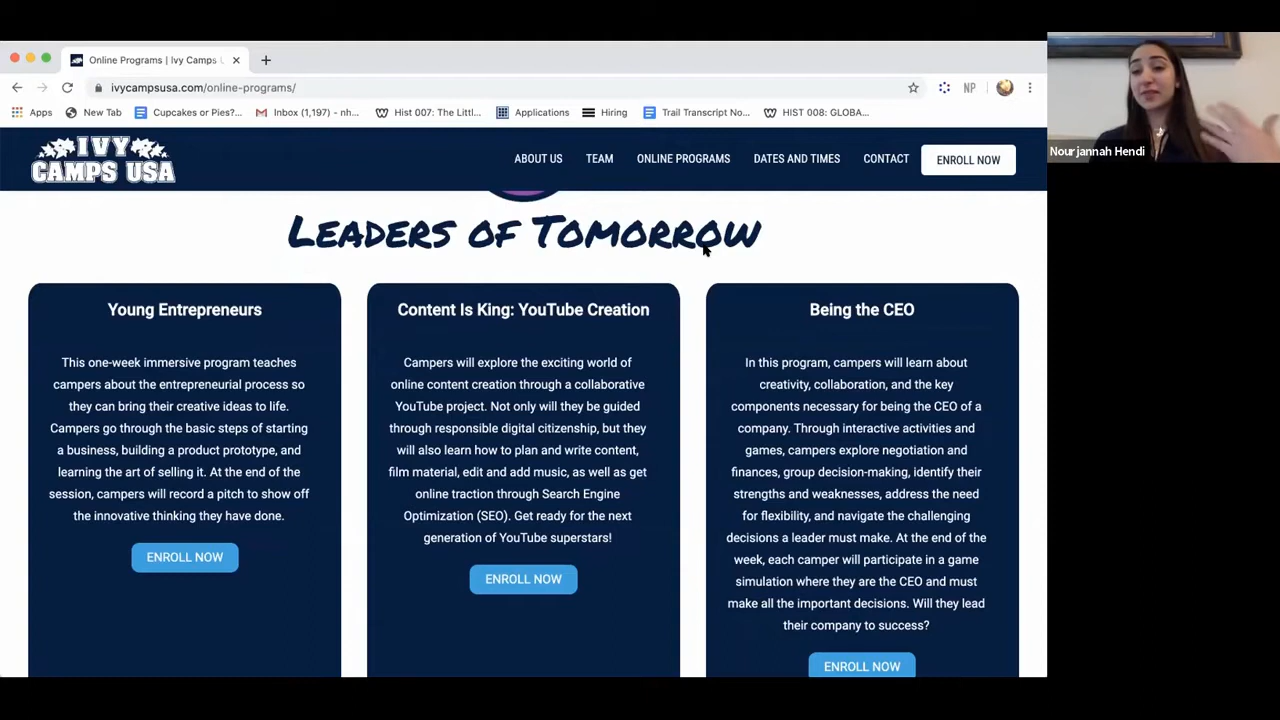 Online Programs | Ivy Camps U
ivycampsusa.com/online-programs/
NP
Apps
New Tab
Cupcakes or Pies?...
Inbox (1,197) - nh...
Hist 007: The Littl...
Applications
Hiring
Trail Transcript No...
HIST 008: GLOBA...
IVY
CAMPS USA
ABOUT US
TEAM
ONLINE PROGRAMS
DATES AND TIMES
CONTACT
ENROLL NOW
Nourjannah Hendi
LEADERS OF TOMORROW
Young Entrepreneurs
This one-week immersive program teaches
campers about the entrepreneurial process so
they can bring their creative ideas to life.
Campers go through the basic steps of starting
a business, building a product prototype, and
learning the art of selling it. At the end of the
session, campers will record a pitch to show off
the innovative thinking they have done.
ENROLL NOW
Content Is King: YouTube Creation
Campers will explore the exciting world of
online content creation through a collaborative
YouTube project. Not only will they be guided
through responsible digital citizenship, but they
will also learn how to plan and write content,
film material, edit and add music, as well as get
online traction through Search Engine
Optimization (SEO). Get ready for the next
generation of YouTube superstars!
ENROLL NOW
Being the CEO
In this program, campers will learn about
creativity, collaboration, and the key
components necessary for being the CEO of a
company. Through interactive activities and
games, campers explore negotiation and
finances, group decision-making, identify their
strengths and weaknesses, address the need
for flexibility, and navigate the challenging
decisions a leader must make. At the end of the
week, each camper will participate in a game
simulation where they are the CEO and must
make all the important decisions. Will they lead
their company to success?
ENROLL NOW